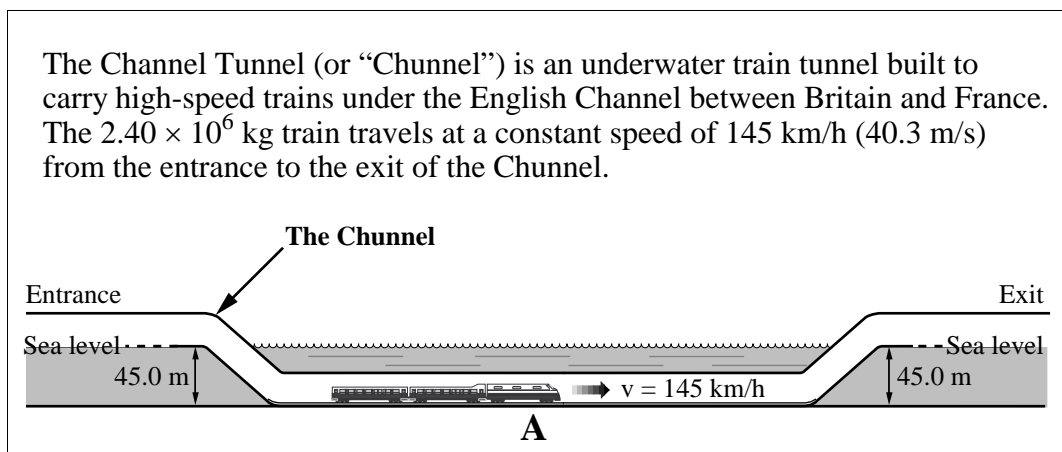 The Channel Tunnel (or “Chunnel”) is an underwater train tunnel built to
carry high-speed trains under the English Channel between Britain and France.
The 2.40 × 10⁶ kg train travels at a constant speed of 145 km/h (40.3 m/s)
from the entrance to the exit of the Chunnel.
The Chunnel
Entrance
Exit
Sea level
Sea level
45.0 m
45.0 m
v = 145 km/h
A